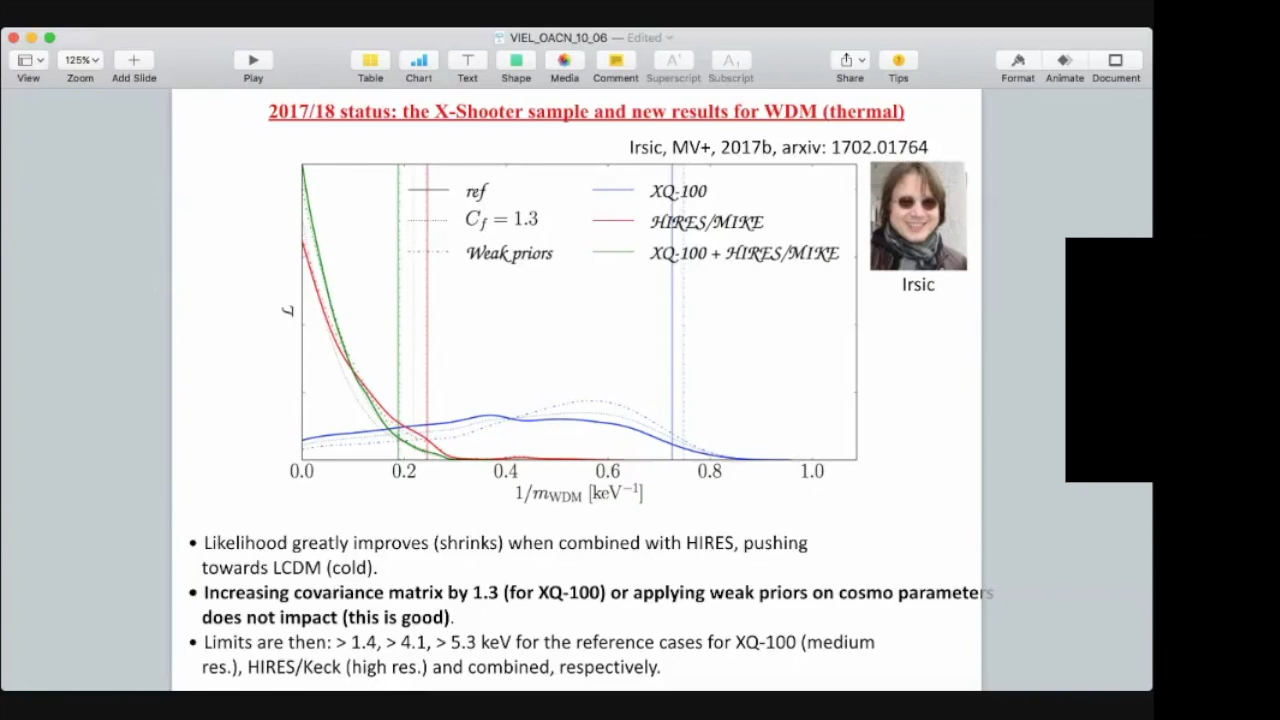 VIEL_OACN_10_06 — Edited
125%
View Zoom Add Slide Play Table Chart Text Shape Media Comment Superscript Subscript Share Tips Format Animate Document
2017/18 status: the X-Shooter sample and new results for WDM (thermal)
Irsic, MV+, 2017b, arxiv: 1702.01764
ref XQ-100
C_f = 1.3 HIRES/MIKE
Weak priors XQ-100 + HIRES/MIKE
Irsic
ℒ
0.0 0.2 0.4 0.6 0.8 1.0
1/m_WDM [keV⁻¹]
• Likelihood greatly improves (shrinks) when combined with HIRES, pushing
towards LCDM (cold).
• Increasing covariance matrix by 1.3 (for XQ-100) or applying weak priors on cosmo parameters
does not impact (this is good).
• Limits are then: > 1.4, > 4.1, > 5.3 keV for the reference cases for XQ-100 (medium
res.), HIRES/Keck (high res.) and combined, respectively.